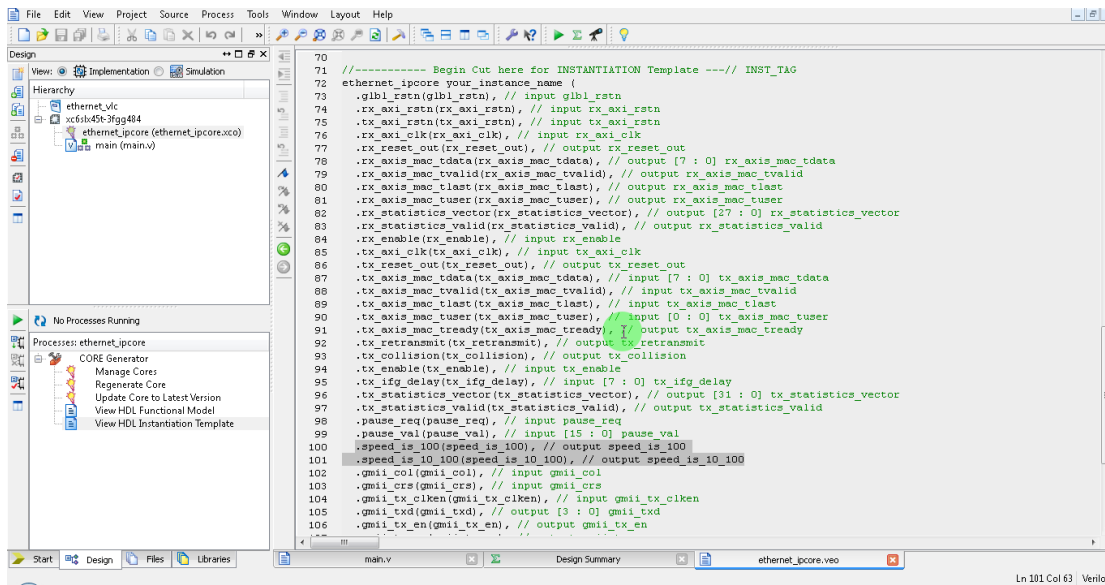 File Edit View Project Source Process Tools Window Layout Help
Design
View: Implementation Simulation
Hierarchy
ethernet_vlc
xc6slx45t-3fgg484
ethernet_ipcore (ethernet_ipcore.xco)
main (main.v)
No Processes Running
Processes: ethernet_ipcore
CORE Generator
Manage Cores
Regenerate Core
Update Core to Latest Version
View HDL Functional Model
View HDL Instantiation Template
Start Design Files Libraries
70
71 //----------- Begin Cut here for INSTANTIATION Template ---// INST_TAG
72 ethernet_ipcore your_instance_name (
73 .glbl_rstn(glbl_rstn), // input glbl_rstn
74 .rx_axi_rstn(rx_axi_rstn), // input rx_axi_rstn
75 .tx_axi_rstn(tx_axi_rstn), // input tx_axi_rstn
76 .rx_axi_clk(rx_axi_clk), // input rx_axi_clk
77 .rx_reset_out(rx_reset_out), // output rx_reset_out
78 .rx_axis_mac_tdata(rx_axis_mac_tdata), // output [7 : 0] rx_axis_mac_tdata
79 .rx_axis_mac_tvalid(rx_axis_mac_tvalid), // output rx_axis_mac_tvalid
80 .rx_axis_mac_tlast(rx_axis_mac_tlast), // output rx_axis_mac_tlast
81 .rx_axis_mac_tuser(rx_axis_mac_tuser), // output rx_axis_mac_tuser
82 .rx_statistics_vector(rx_statistics_vector), // output [27 : 0] rx_statistics_vector
83 .rx_statistics_valid(rx_statistics_valid), // output rx_statistics_valid
84 .rx_enable(rx_enable), // input rx_enable
85 .tx_axi_clk(tx_axi_clk), // input tx_axi_clk
86 .tx_reset_out(tx_reset_out), // output tx_reset_out
87 .tx_axis_mac_tdata(tx_axis_mac_tdata), // input [7 : 0] tx_axis_mac_tdata
88 .tx_axis_mac_tvalid(tx_axis_mac_tvalid), // input tx_axis_mac_tvalid
89 .tx_axis_mac_tlast(tx_axis_mac_tlast), // input tx_axis_mac_tlast
90 .tx_axis_mac_tuser(tx_axis_mac_tuser), // input [0 : 0] tx_axis_mac_tuser
91 .tx_axis_mac_tready(tx_axis_mac_tready), // output tx_axis_mac_tready
92 .tx_retransmit(tx_retransmit), // output tx_retransmit
93 .tx_collision(tx_collision), // output tx_collision
94 .tx_enable(tx_enable), // input tx_enable
95 .tx_ifg_delay(tx_ifg_delay), // input [7 : 0] tx_ifg_delay
96 .tx_statistics_vector(tx_statistics_vector), // output [31 : 0] tx_statistics_vector
97 .tx_statistics_valid(tx_statistics_valid), // output tx_statistics_valid
98 .pause_req(pause_req), // input pause_req
99 .pause_val(pause_val), // input [15 : 0] pause_val
100 .speed_is_100(speed_is_100), // output speed_is_100
101 .speed_is_10_100(speed_is_10_100), // output speed_is_10_100
102 .gmii_col(gmii_col), // input gmii_col
103 .gmii_crs(gmii_crs), // input gmii_crs
104 .gmii_tx_clken(gmii_tx_clken), // input gmii_tx_clken
105 .gmii_txd(gmii_txd), // output [3 : 0] gmii_txd
106 .gmii_tx_en(gmii_tx_en), // output gmii_tx_en
main.v Design Summary ethernet_ipcore.veo
Ln 101 Col 63